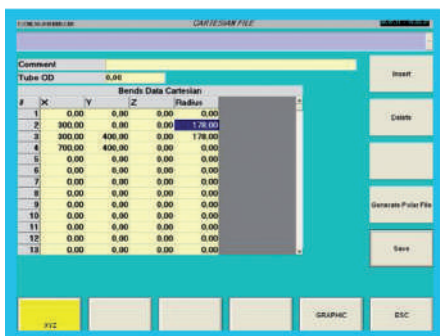 CARTESIAN FILE
Comment
Tube OD 0,00
Bends Data Cartesian
# X Y Z Radius
1 0,00 0,00 0,00 0,00
2 300,00 0,00 0,00 178,00
3 300,00 400,00 0,00 178,00
4 700,00 400,00 0,00 0,00
5 0,00 0,00 0,00 0,00
6 0,00 0,00 0,00 0,00
7 0,00 0,00 0,00 0,00
8 0,00 0,00 0,00 0,00
9 0,00 0,00 0,00 0,00
10 0,00 0,00 0,00 0,00
11 0,00 0,00 0,00 0,00
12 0,00 0,00 0,00 0,00
13 0,00 0,00 0,00 0,00
Insert
Delete
Generate Polar File
Save
XYZ
GRAPHIC
ESC